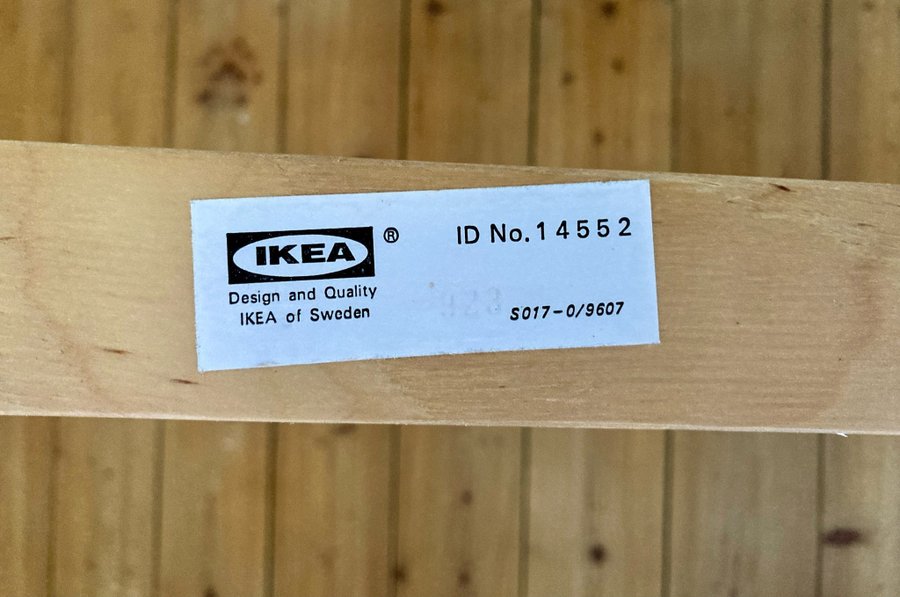 IKEA ®
Design and Quality
IKEA of Sweden
ID No. 14552
S017-0/9607